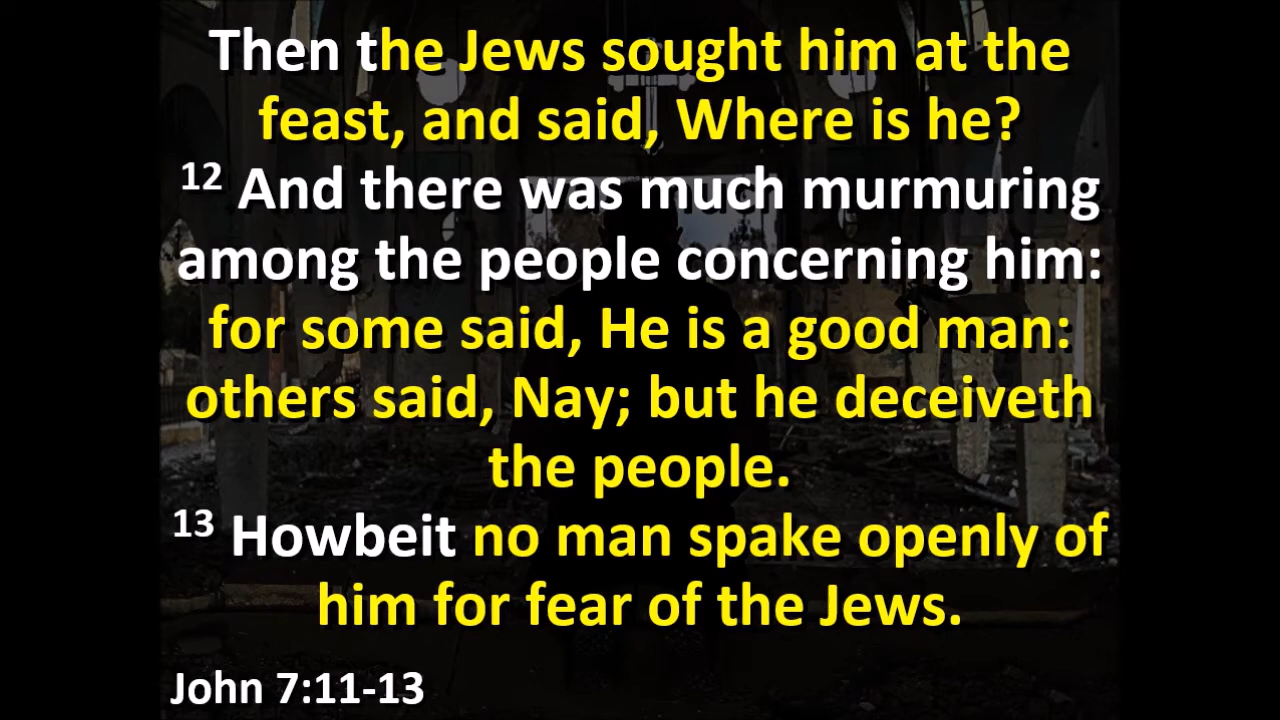 Then the Jews sought him at the
feast, and said, Where is he?
12 And there was much murmuring
among the people concerning him:
for some said, He is a good man:
others said, Nay; but he deceiveth
the people.
13 Howbeit no man spake openly of
him for fear of the Jews.
John 7:11-13